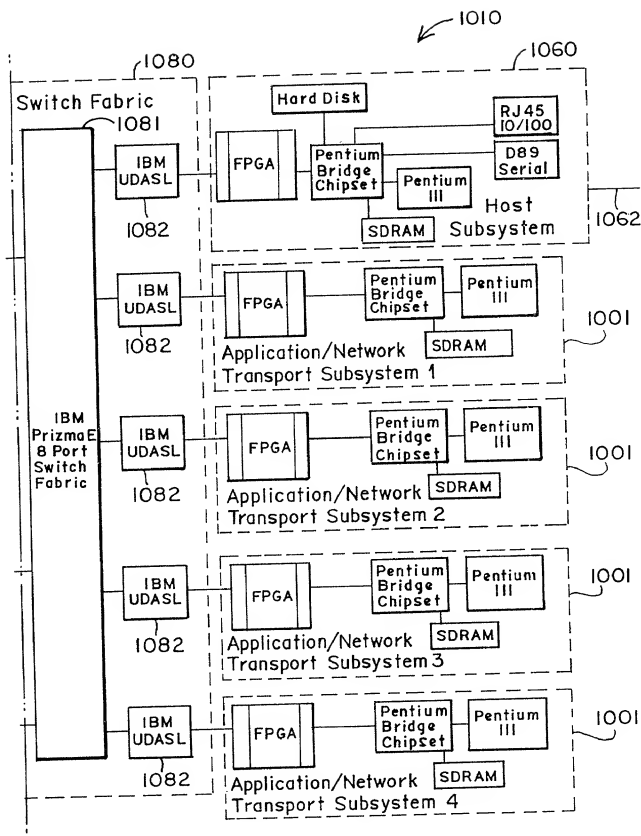 1010
1080
1060
Switch Fabric
1081
Hard Disk
RJ45
10/100
D89
Serial
IBM
UDASL
1082
FPGA
Pentium
Bridge
Chipset
Pentium
III
SDRAM
Host
Subsystem
1062
IBM
UDASL
1082
FPGA
Pentium
Bridge
Chipset
Pentium
III
SDRAM
Application/Network
Transport Subsystem 1
1001
IBM
PrizmaE
8 Port
Switch
Fabric
IBM
UDASL
1082
FPGA
Pentium
Bridge
Chipset
Pentium
III
SDRAM
Application/Network
Transport Subsystem 2
1001
IBM
UDASL
1082
FPGA
Pentium
Bridge
Chipset
Pentium
III
SDRAM
Application/Network
Transport Subsystem 3
1001
IBM
UDASL
1082
FPGA
Pentium
Bridge
Chipset
Pentium
III
SDRAM
Application/Network
Transport Subsystem 4
1001